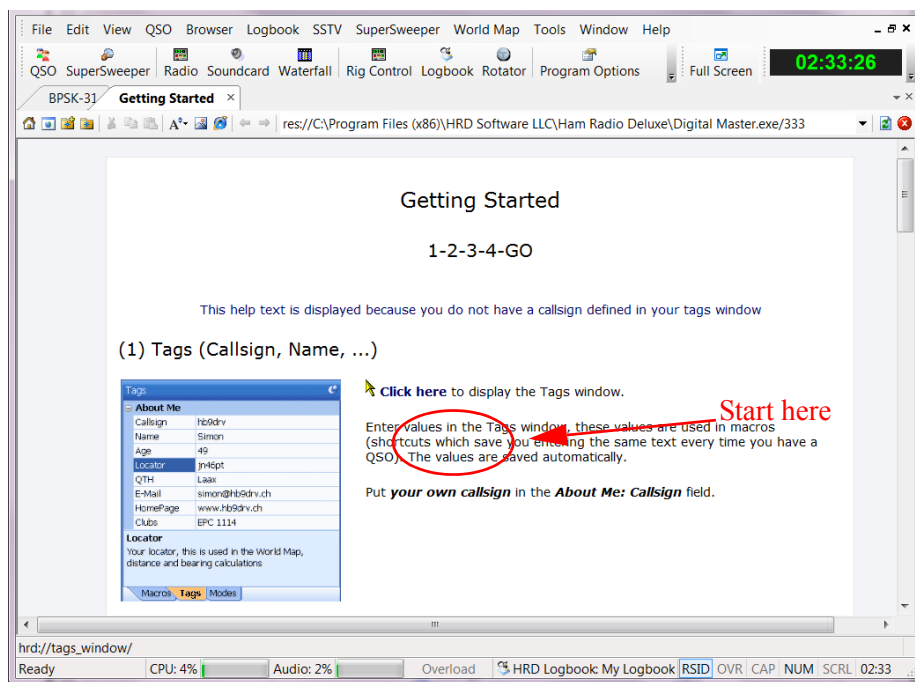 File Edit View QSO Browser Logbook SSTV SuperSweeper World Map Tools Window Help
QSO SuperSweeper Radio Soundcard Waterfall Rig Control Logbook Rotator Program Options Full Screen 02:33:26
BPSK-31 Getting Started
res://C:\Program Files (x86)\HRD Software LLC\Ham Radio Deluxe\Digital Master.exe/333
Getting Started
1-2-3-4-GO
This help text is displayed because you do not have a callsign defined in your tags window
(1) Tags (Callsign, Name, ...)
Tags
About Me
Callsign hb9drv
Name Simon
Age 49
Locator jn46pt
QTH Laax
E-Mail simon@hb9drv.ch
HomePage www.hb9drv.ch
Clubs EPC 1114
Locator
Your locator, this is used in the World Map,
distance and bearing calculations
Macros Tags Modes
Click here to display the Tags window.
Start here
Enter values in the Tags window, these values are used in macros
(shortcuts which save you entering the same text every time you have a
QSO). The values are saved automatically.
Put your own callsign in the About Me: Callsign field.
hrd://tags_window/
Ready CPU: 4% Audio: 2% Overload HRD Logbook: My Logbook RSID OVR CAP NUM SCRL 02:33